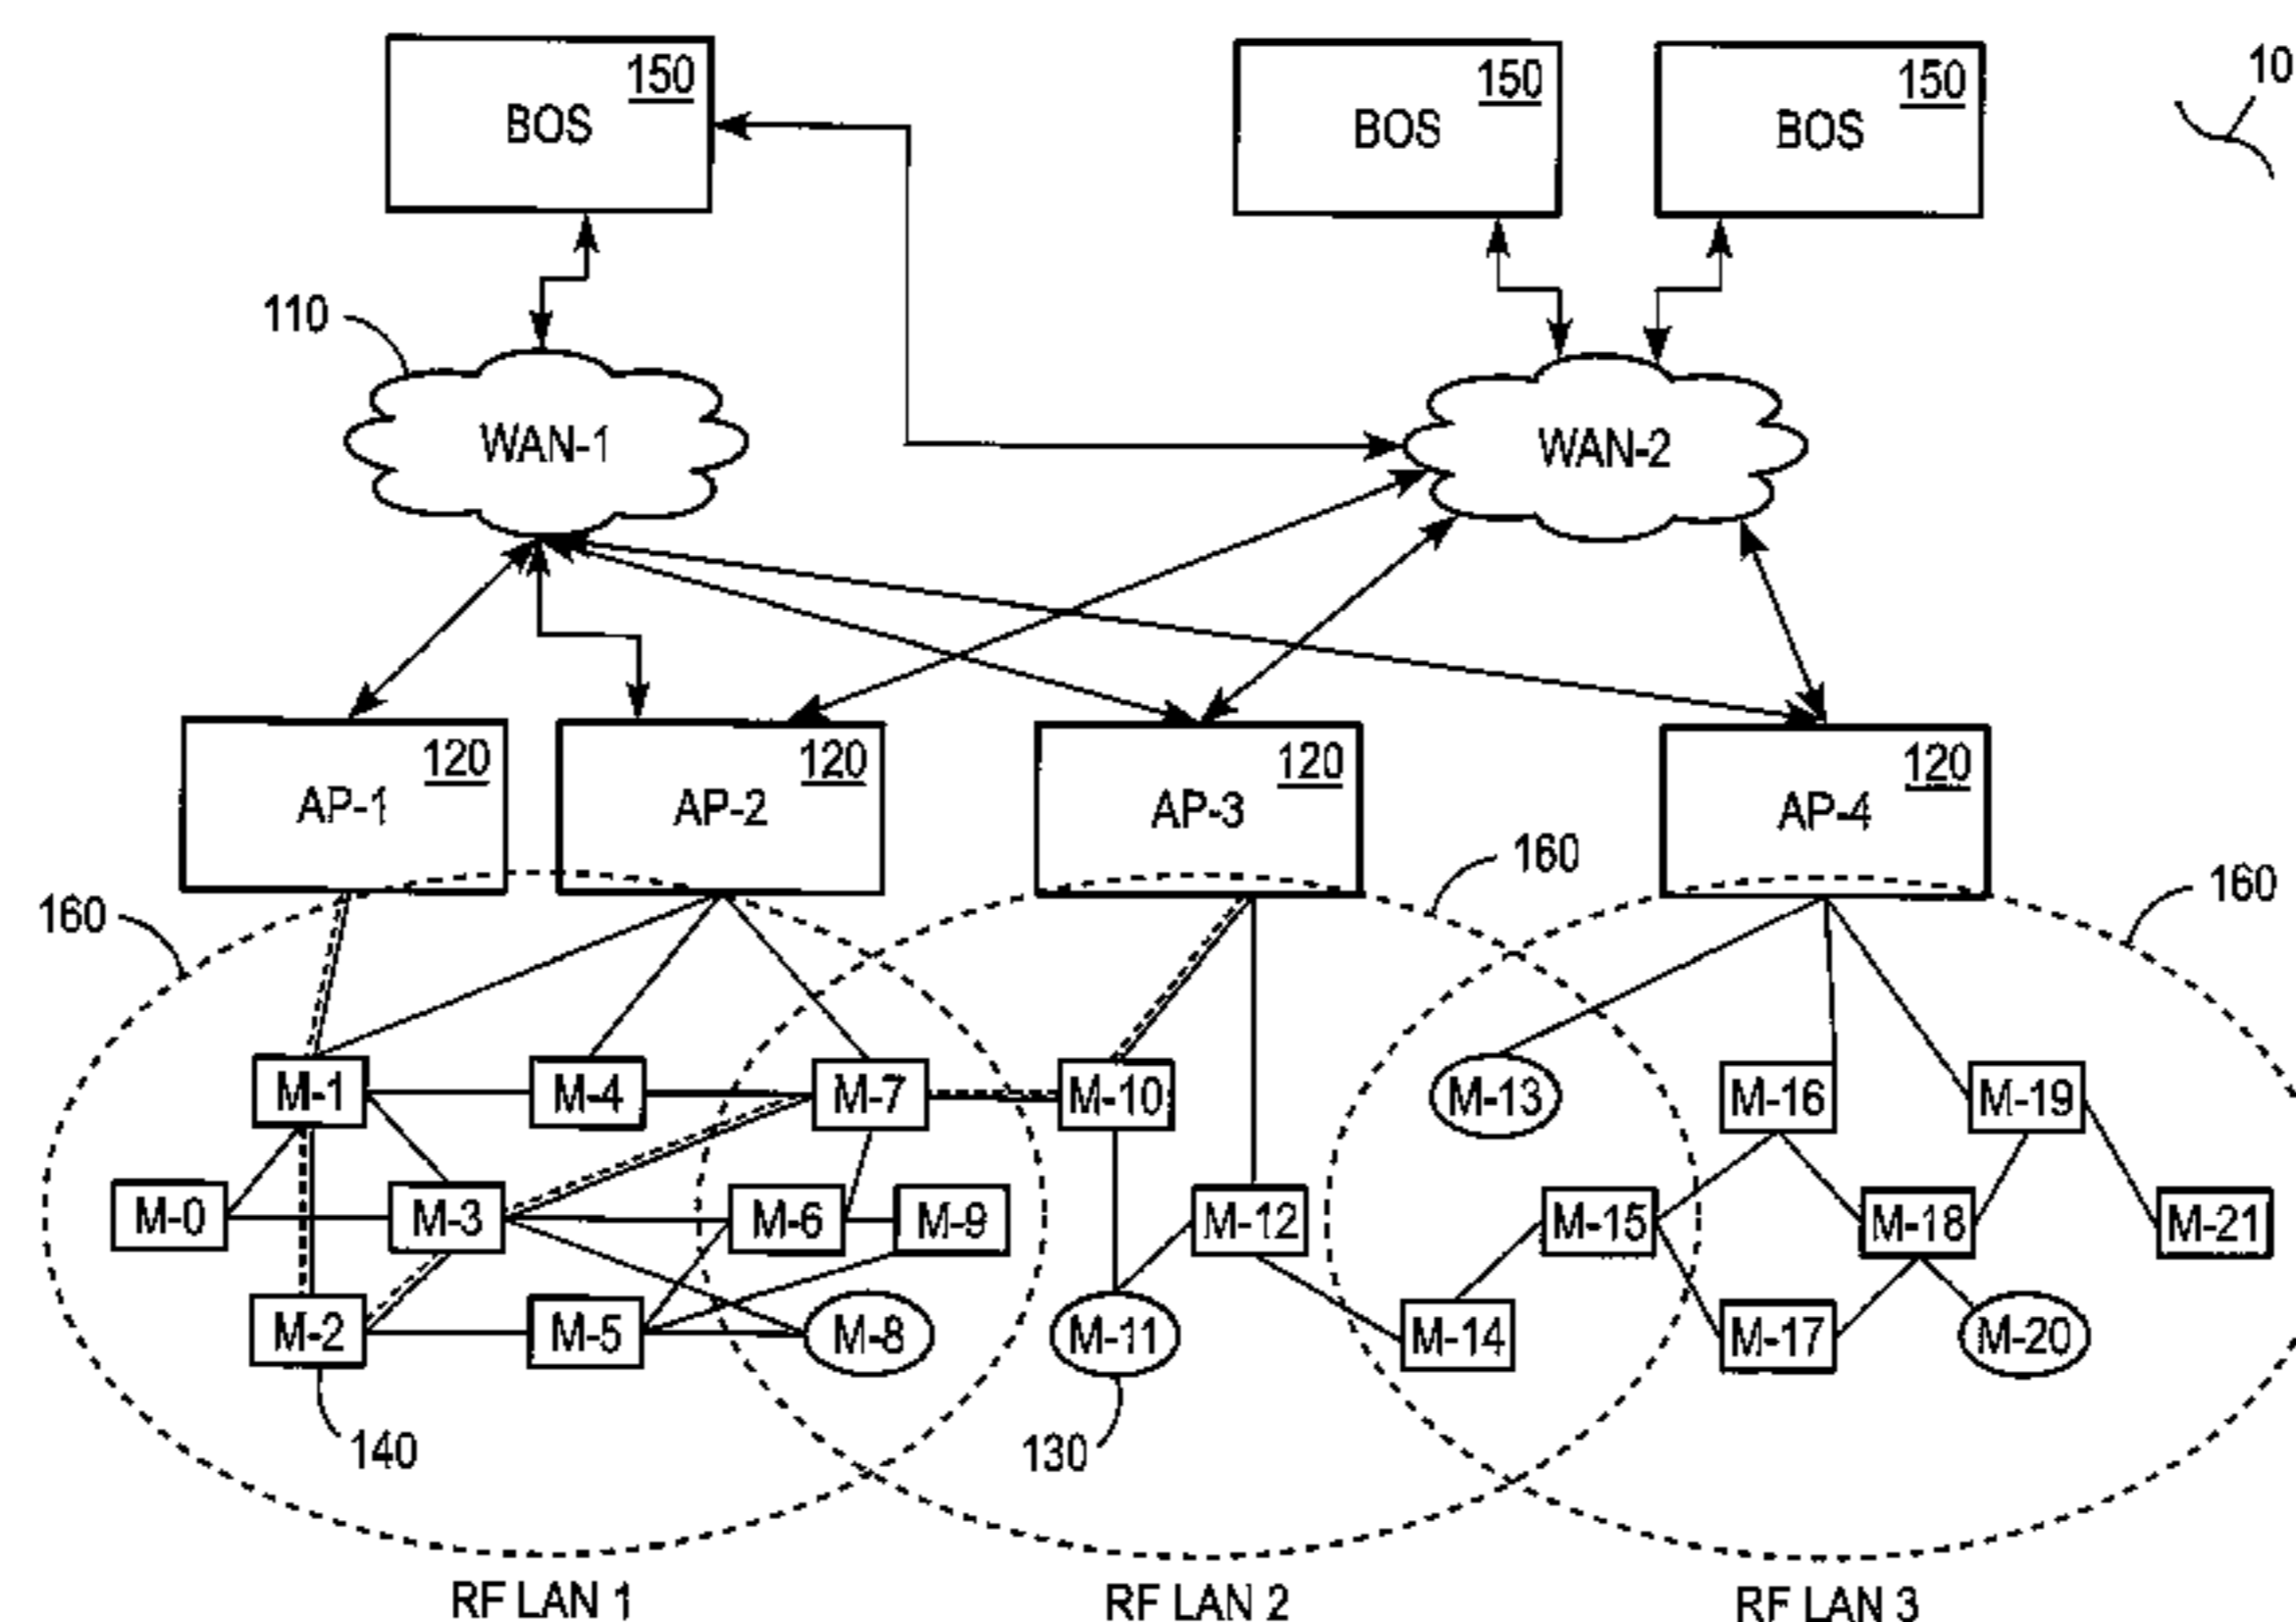 150
BOS
150
BOS
150
BOS
10
110
WAN-1
WAN-2
120
AP-1
120
AP-2
120
AP-3
120
AP-4
160
160
160
M-1
M-4
M-7
M-10
M-13
M-16
M-19
M-0
M-3
M-6
M-9
M-12
M-15
M-18
M-21
M-2
M-5
M-8
M-11
M-14
M-17
M-20
140
130
RF LAN 1
RF LAN 2
RF LAN 3